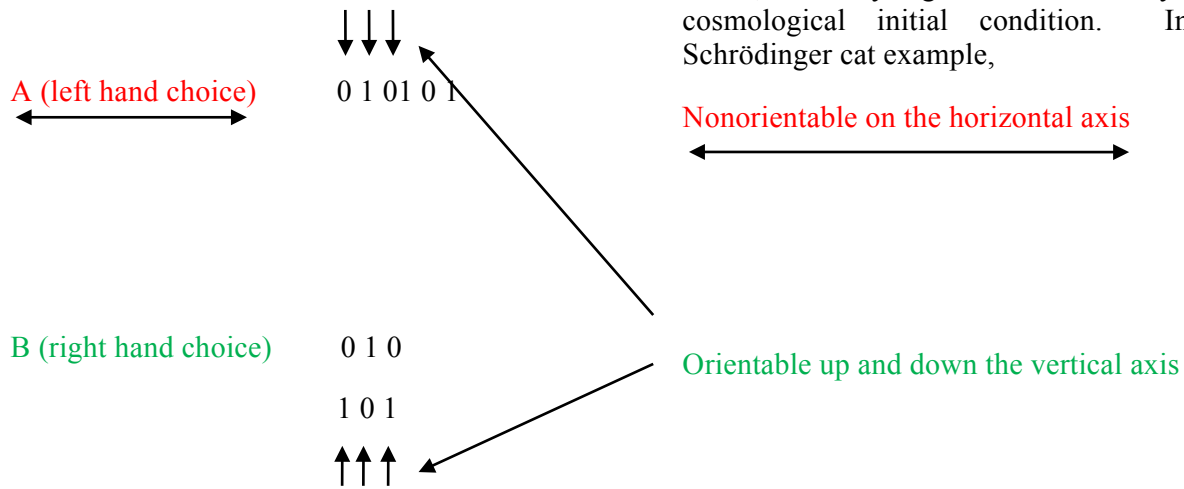 cosmological initial condition. In
Schrödinger cat example,
A (left hand choice) 0 1 01 0 1
Nonorientable on the horizontal axis
B (right hand choice) 0 1 0
Orientable up and down the vertical axis
1 0 1